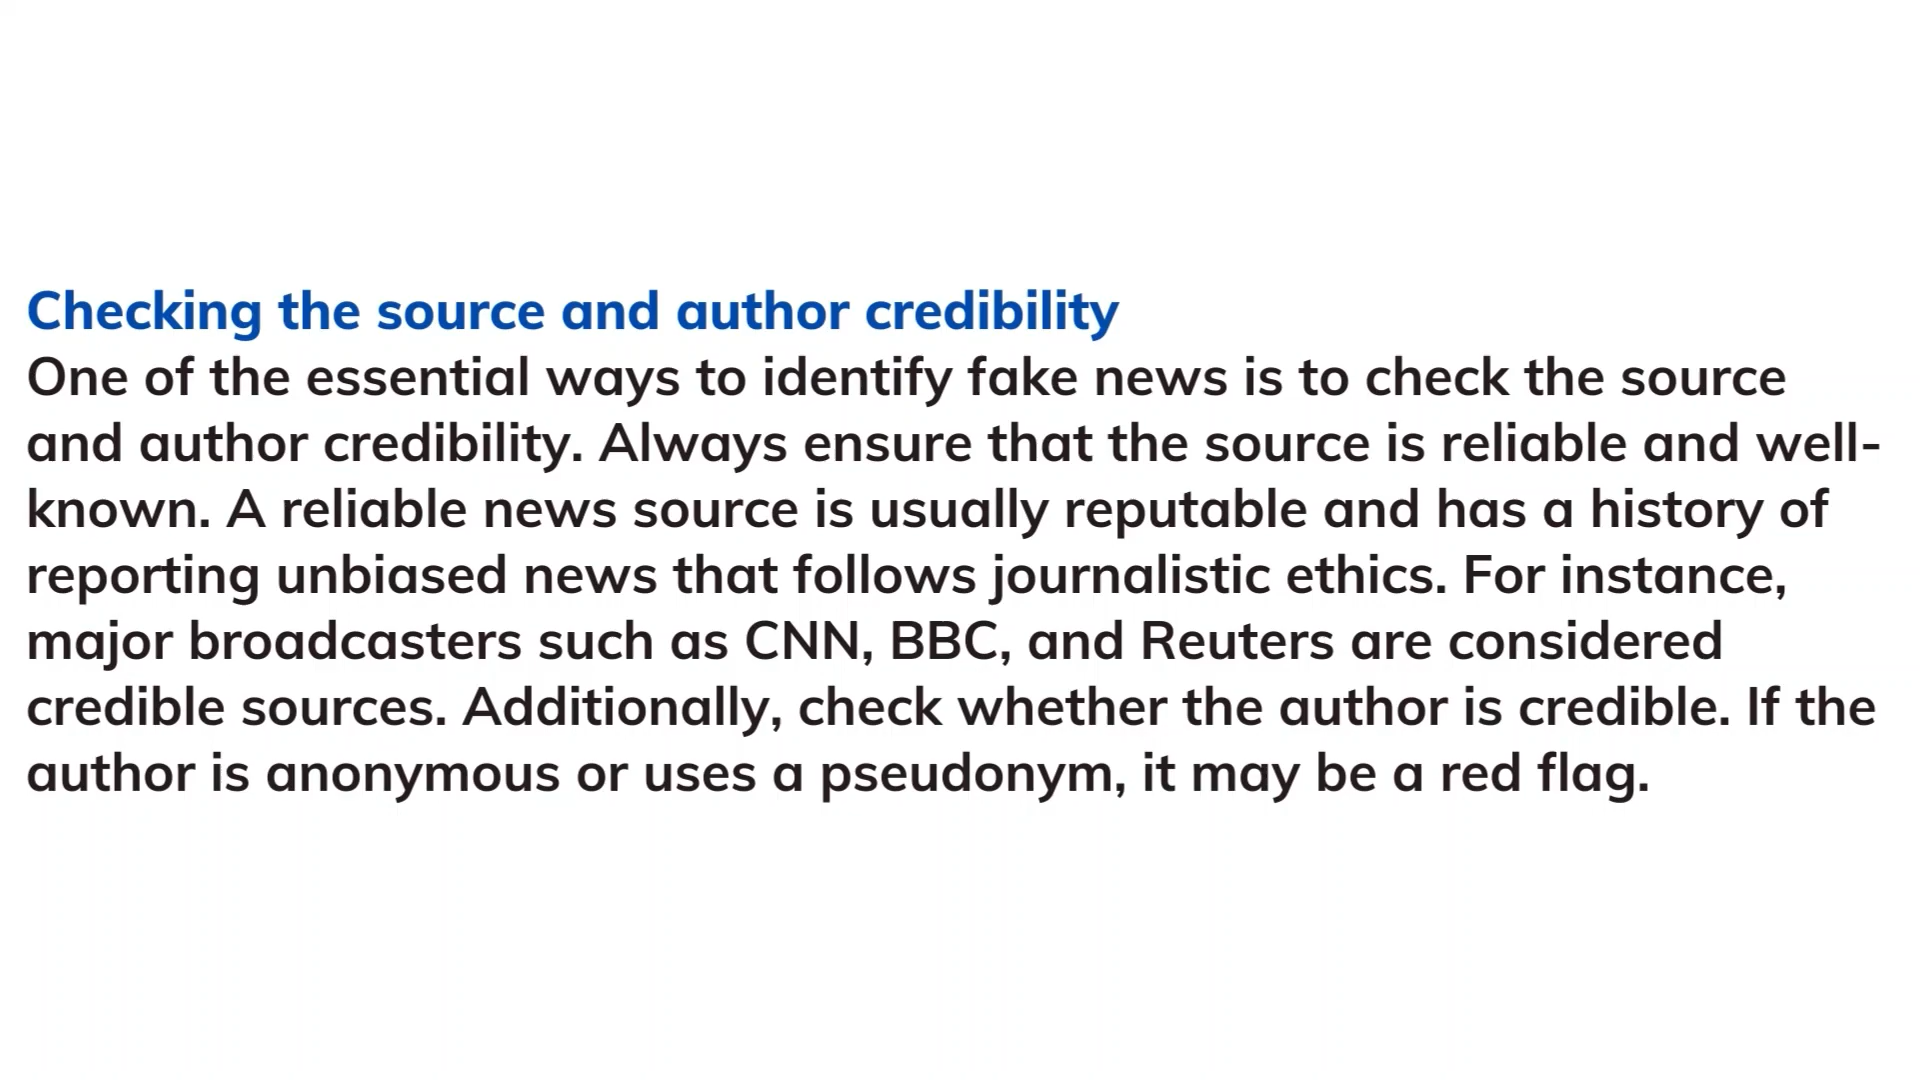 Checking the source and author credibility
One of the essential ways to identify fake news is to check the source
and author credibility. Always ensure that the source is reliable and well-
known. A reliable news source is usually reputable and has a history of
reporting unbiased news that follows journalistic ethics. For instance,
major broadcasters such as CNN, BBC, and Reuters are considered
credible sources. Additionally, check whether the author is credible. If the
author is anonymous or uses a pseudonym, it may be a red flag.